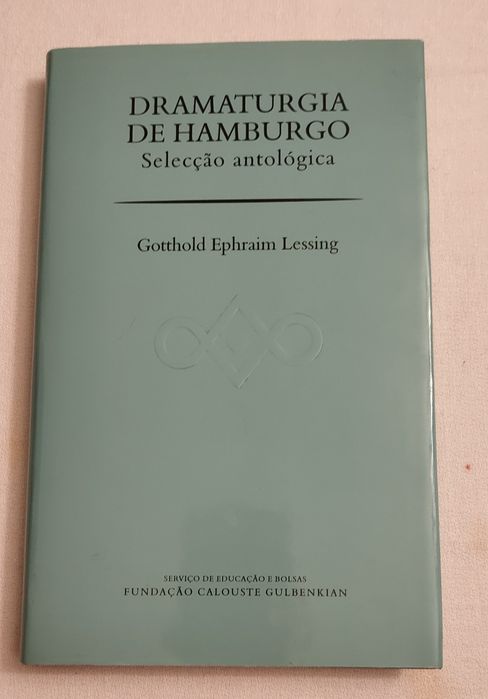 DRAMATURGIA
DE HAMBURGO
Selecção antológica
Gotthold Ephraim Lessing
SERVIÇO DE EDUCAÇÃO E BOLSAS
FUNDAÇÃO CALOUSTE GULBENKIAN